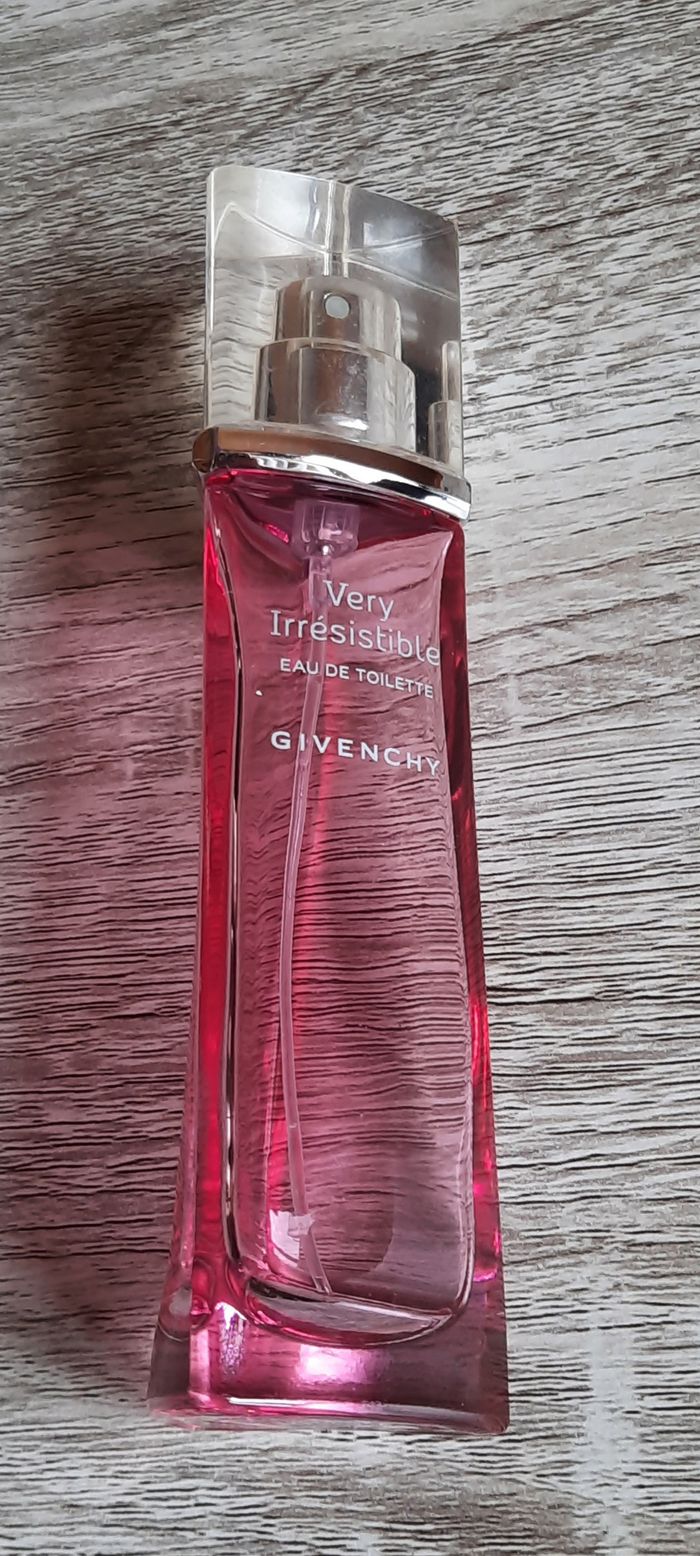 Very
Irrésistible
EAU DE TOILETTE
GIVENCHY